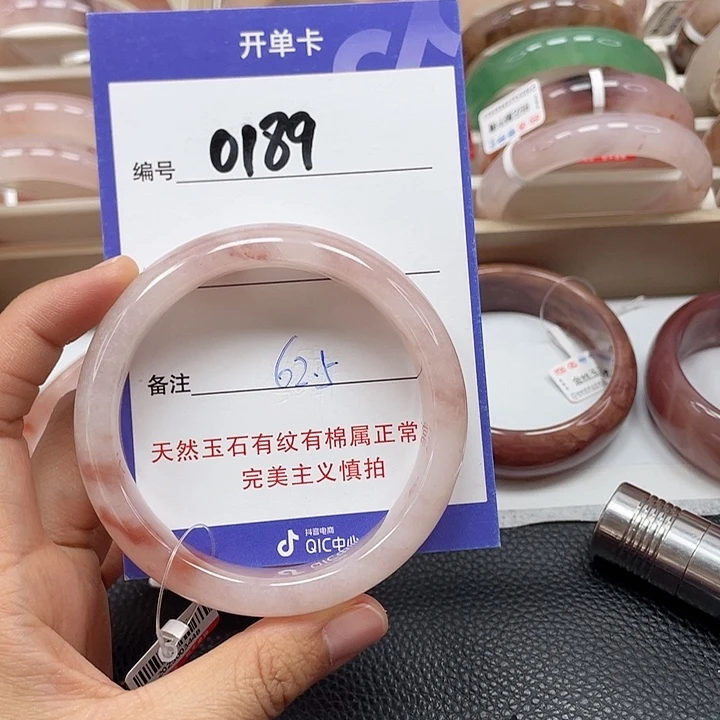 开单卡
编号 0189
备注 62.5
天然玉石有纹有棉属正常
完美主义慎拍
抖音电商
QIC中心